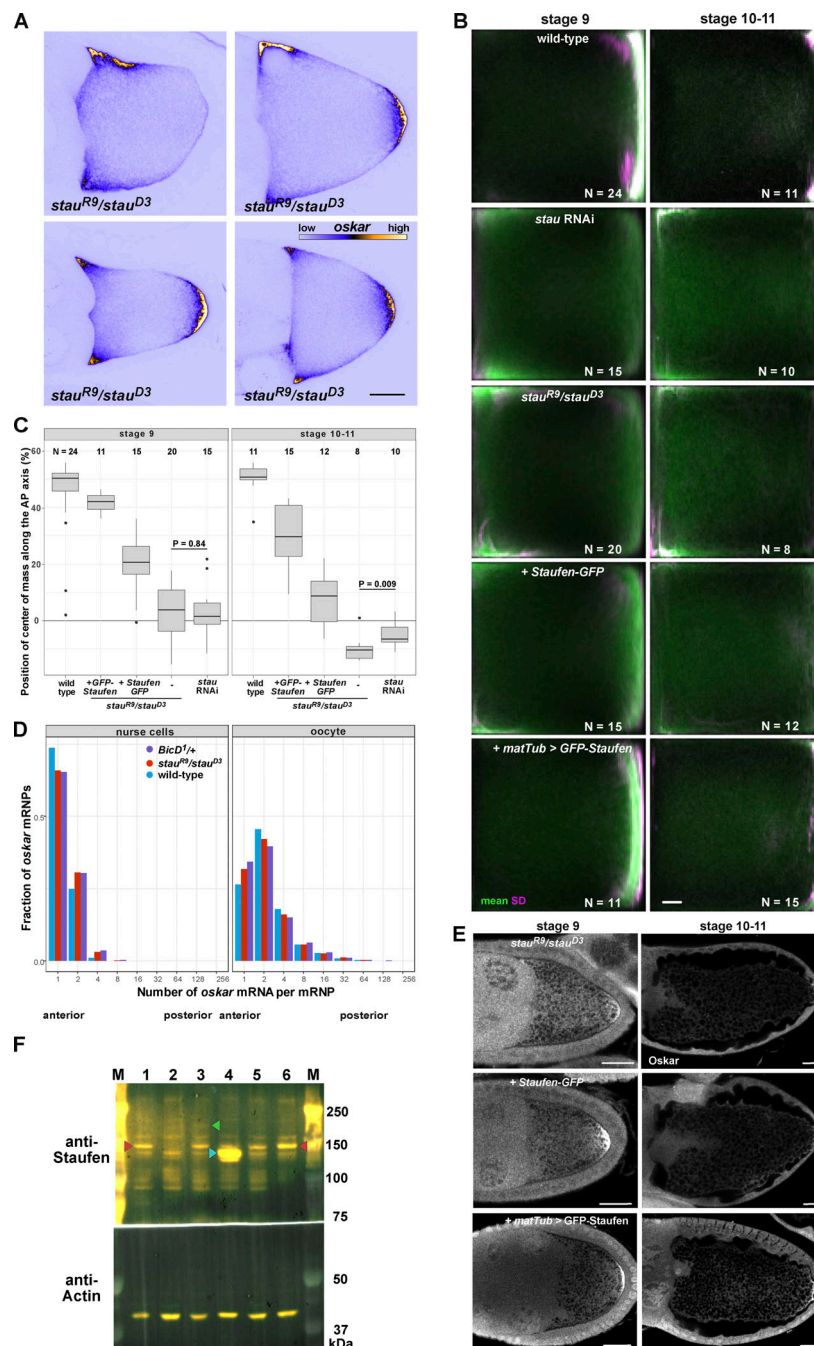 A
stau^R9/stau^D3
stau^R9/stau^D3
low oskar high
stau^R9/stau^D3
stau^R9/stau^D3
B
stage 9
stage 10-11
wild-type
N = 24
N = 11
stau RNAi
N = 15
N = 10
stau^R9/stau^D3
N = 20
N = 8
+ Staufen-GFP
N = 15
N = 12
+ matTub > GFP-Staufen
mean SD
N = 11
N = 15
C
stage 9
stage 10-11
N = 24 11 15 20 15
11 15 12 8 10
P = 0.84
P = 0.009
60
40
20
0
Position of center of mass along the AP axis (%)
wild type
+GFP-Staufen
+ Staufen GFP
-
stau RNAi
stau^R9/stau^D3
wild type
+GFP-Staufen
+ Staufen GFP
-
stau RNAi
stau^R9/stau^D3
D
nurse cells
oocyte
BicD^1/+
stau^R9/stau^D3
wild-type
Fraction of oskar mRNPs
0.5
0.0
1 2 4 8 16 32 64 128 256
1 2 4 8 16 32 64 128 256
Number of oskar mRNA per mRNP
anterior posterior anterior posterior
E
stage 9
stage 10-11
stau^R9/stau^D3
Oskar
+ Staufen-GFP
+ matTub > GFP-Staufen
F
M 1 2 3 4 5 6 M
anti-Staufen
250
150
100
75
anti-Actin
50
37
kDa